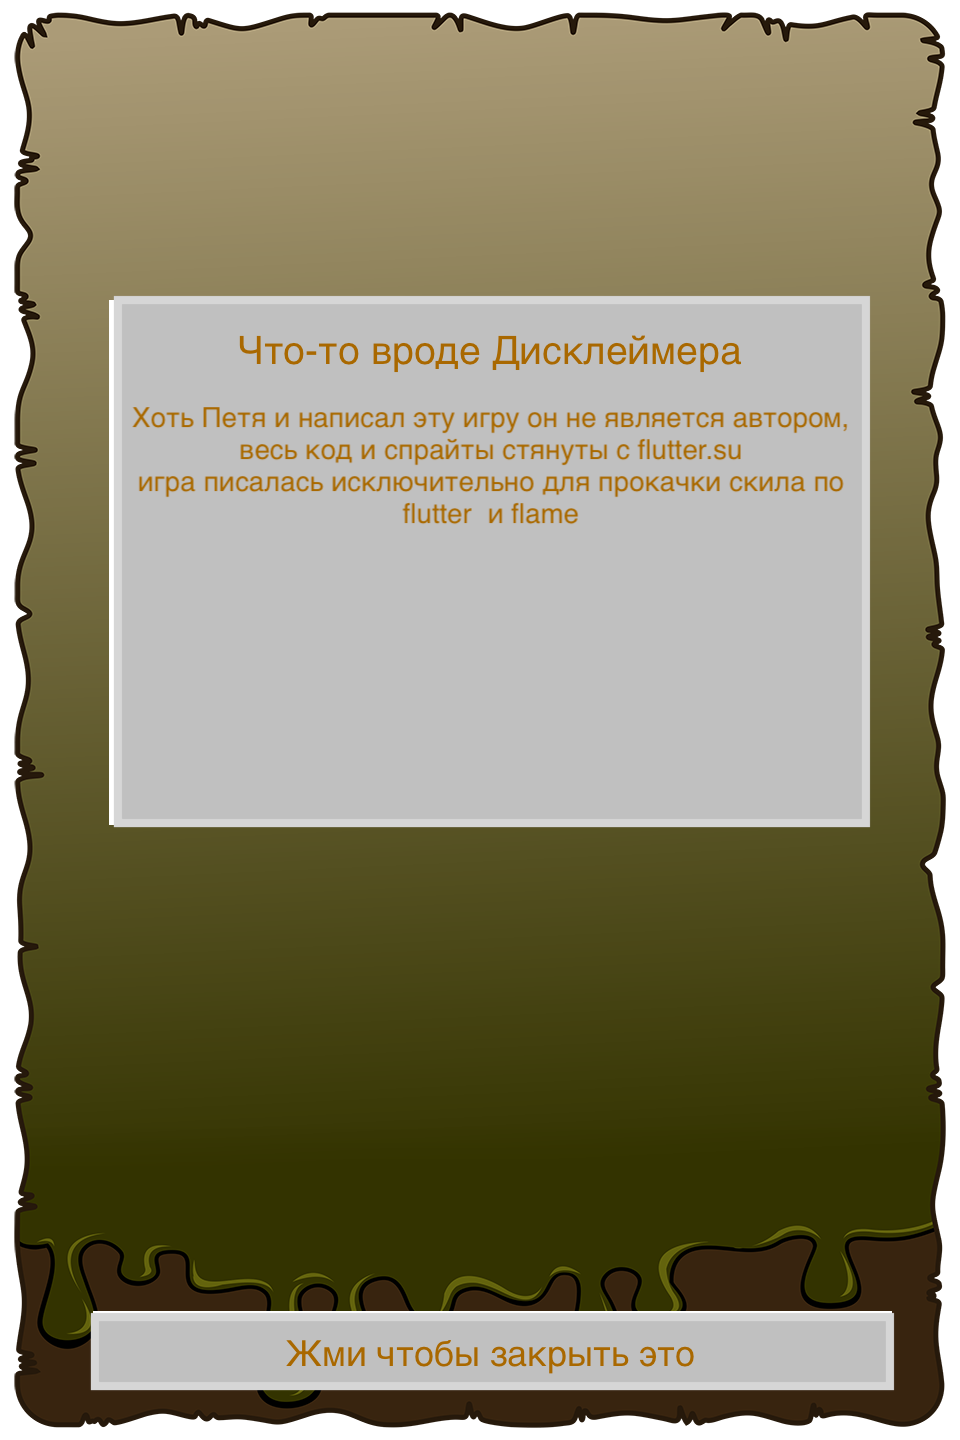 Что-то вроде Дисклеймера
Хоть Петя и написал эту игру он не является автором,
весь код и спрайты стянуты с flutter.su
игра писалась исключительно для прокачки скила по
flutter  и flame
Жми чтобы закрыть это